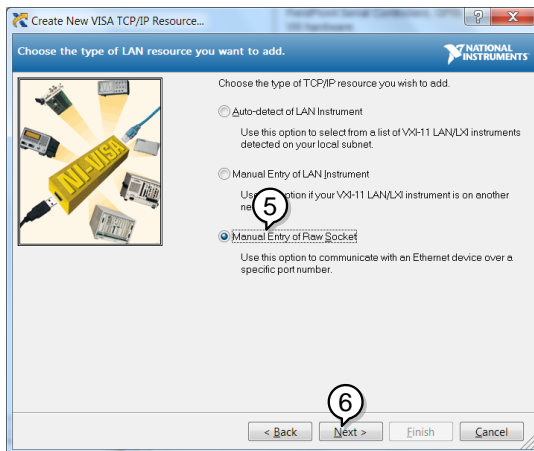 Create New VISA TCP/IP Resource...
Choose the type of LAN resource you want to add.
NATIONAL
INSTRUMENTS
Choose the type of TCP/IP resource you wish to add.
NI-VISA
Auto-detect of LAN Instrument
Use this option to select from a list of VXI-11 LAN/LXI instruments
detected on your local subnet.
Manual Entry of LAN Instrument
option if your VXI-11 LAN/LXI instrument is on another
5
Manual Entry of Raw Socket
Use this option to communicate with an Ethernet device over a
specific port number.
6
< Back Next > Finish Cancel